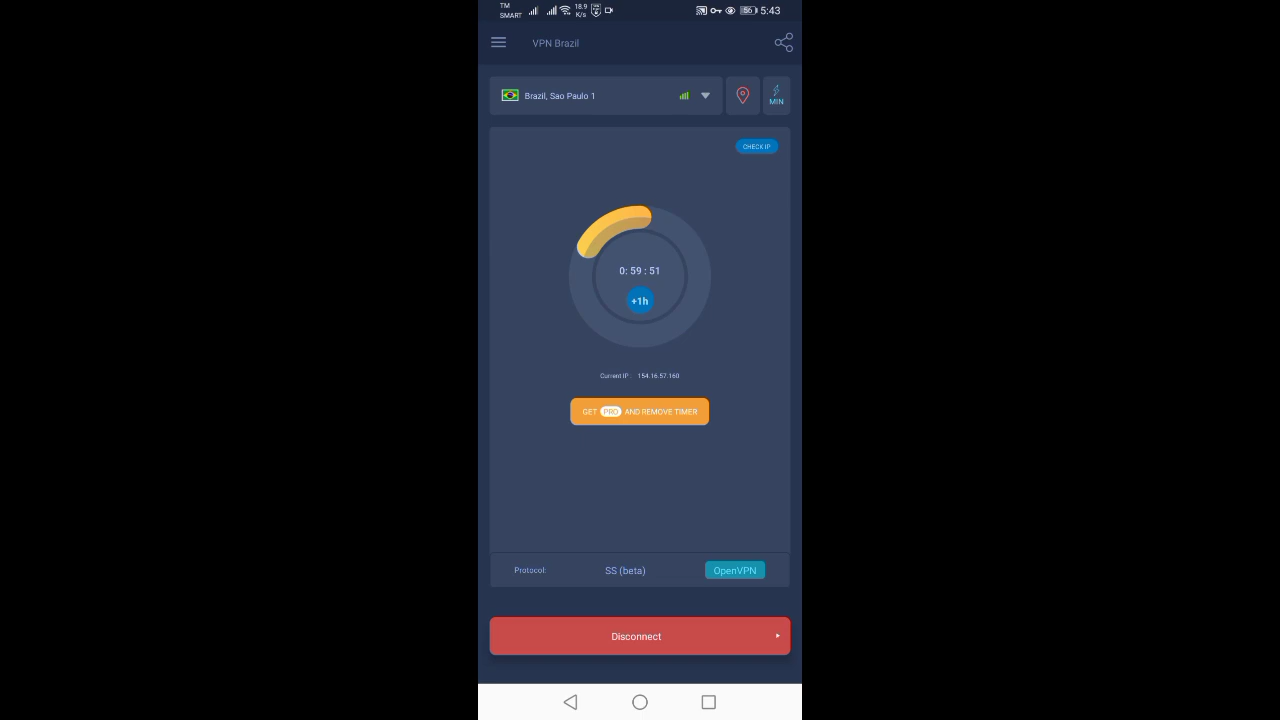 TM
SMART
18.9
K/s
56
5:43
VPN Brazil
Brazil, Sao Paulo 1
MIN
CHECK IP
0: 59 : 51
+1h
Current IP : 154.16.57.160
GET PRO AND REMOVE TIMER
Protocol: SS (beta) OpenVPN
Disconnect